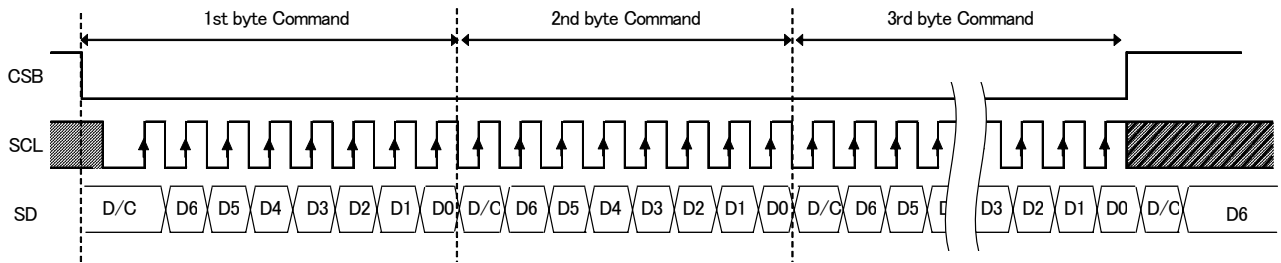 1st byte Command 2nd byte Command 3rd byte Command
CSB
SCL
SD D/C D6 D5 D4 D3 D2 D1 D0 D/C D6 D5 D4 D3 D2 D1 D0 D/C D6 D5 D3 D2 D1 D0 D/C D6